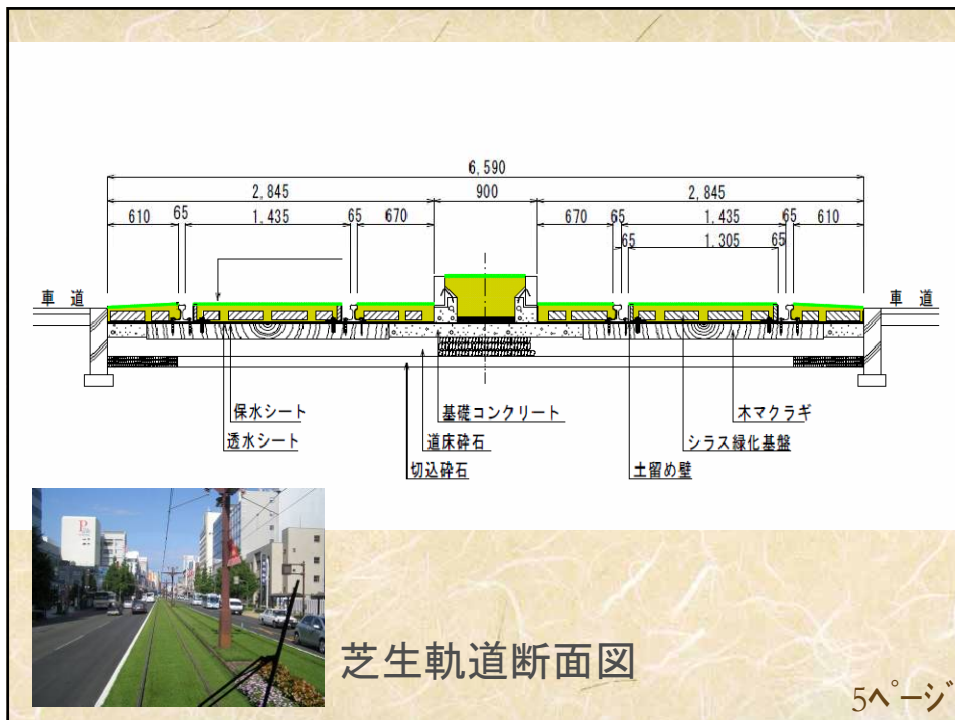 6,590
2,845 900 2,845
610 65 1,435 65 670 670 65 1,435 65 610
65 1,305 65
車 道 車 道
保水シート 基礎コンクリート 木マクラギ
透水シート 道床砕石 シラス緑化基盤
切込砕石 土留め壁
芝生軌道断面図
5ページ